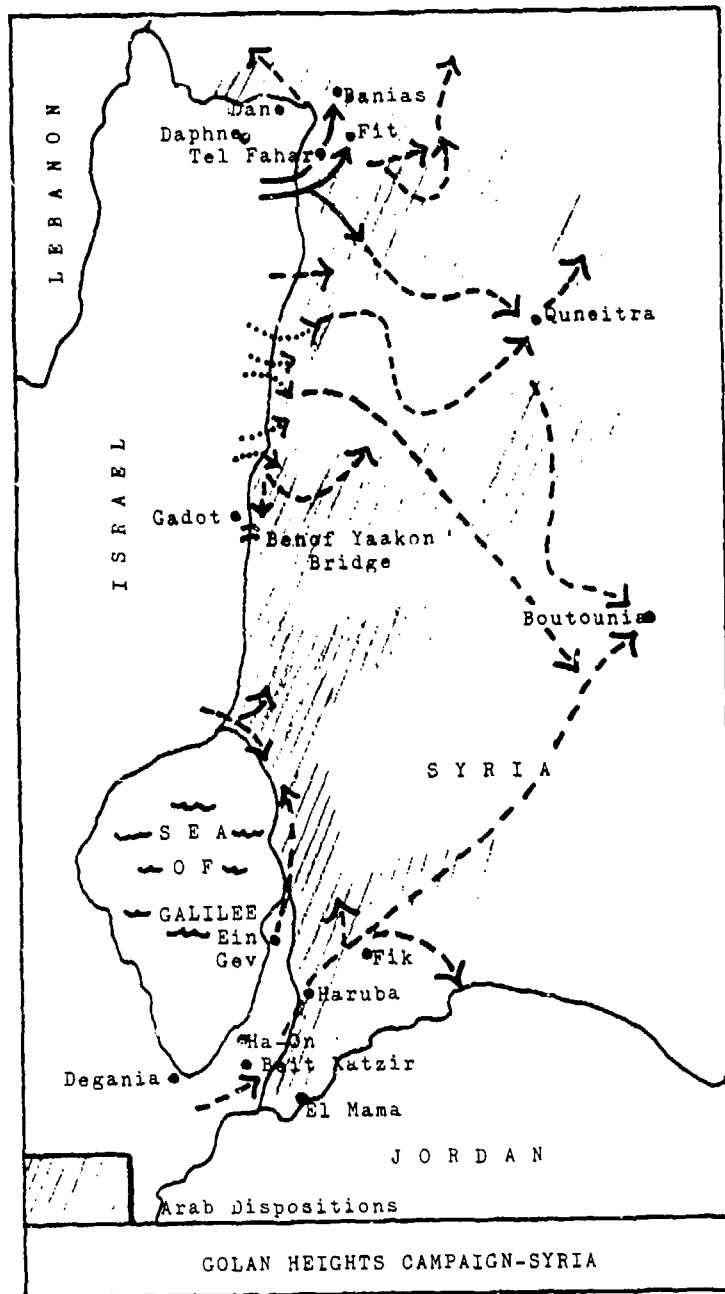 LEBANON
Dan
Banias
Daphne
Fit
Tel Fahar
Quneitra
ISRAEL
Gadot
Benof Yaakon
Bridge
Boutounia
SYRIA
SEA
OF
GALILEE
Ein
Gev
Fik
Haruba
Ha-On
Beit Katzir
Degania
El Mama
JORDAN
Arab Dispositions
GOLAN HEIGHTS CAMPAIGN-SYRIA